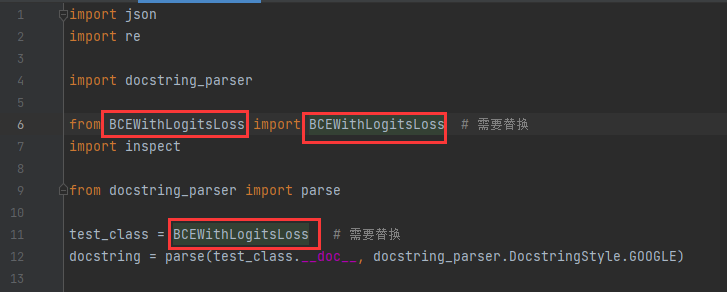 1 import json
2 import re
3
4 import docstring_parser
5
6 from BCEWithLogitsLoss import BCEWithLogitsLoss # 需要替换
7 import inspect
8
9 from docstring_parser import parse
10
11 test_class = BCEWithLogitsLoss # 需要替换
12 docstring = parse(test_class.__doc__, docstring_parser.DocstringStyle.GOOGLE)
13